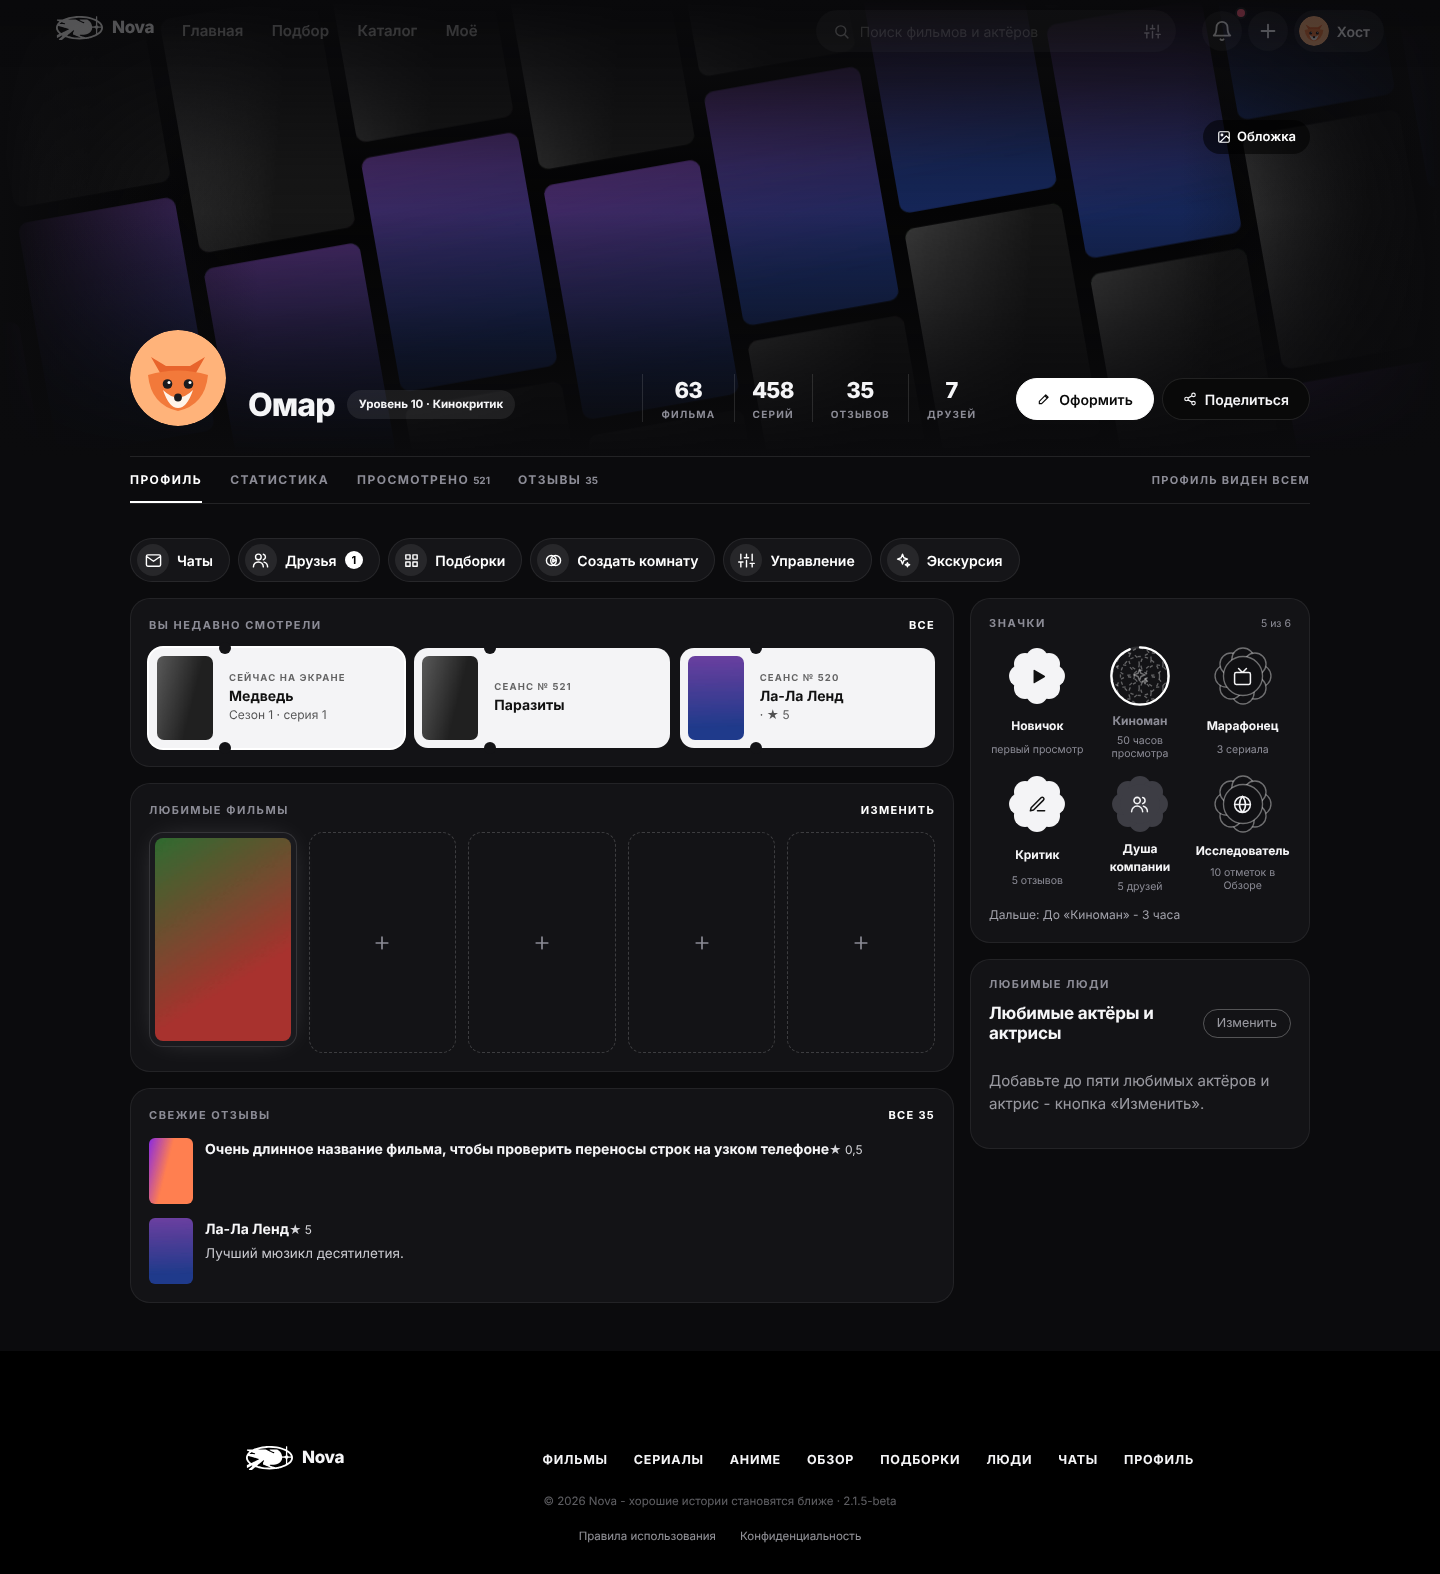 Nova
Главная
Подбор
Каталог
Моё
Поиск фильмов и актёров
Хост
Обложка
Омар
Уровень 10 · Кинокритик
63
ФИЛЬМА
458
СЕРИЙ
35
ОТЗЫВОВ
7
ДРУЗЕЙ
Оформить
Поделиться
ПРОФИЛЬ
СТАТИСТИКА
ПРОСМОТРЕНО 521
ОТЗЫВЫ 35
ПРОФИЛЬ ВИДЕН ВСЕМ
Чаты
Друзья 1
Подборки
Создать комнату
Управление
Экскурсия
ВЫ НЕДАВНО СМОТРЕЛИ
ВСЕ
СЕЙЧАС НА ЭКРАНЕ
Медведь
Сезон 1 · серия 1
СЕАНС № 521
Паразиты
СЕАНС № 520
Ла-Ла Ленд
· ★ 5
ЛЮБИМЫЕ ФИЛЬМЫ
ИЗМЕНИТЬ
СВЕЖИЕ ОТЗЫВЫ
ВСЕ 35
Очень длинное название фильма, чтобы проверить переносы строк на узком телефоне★ 0,5
Ла-Ла Ленд★ 5
Лучший мюзикл десятилетия.
ЗНАЧКИ
5 из 6
Новичок
первый просмотр
Киноман
50 часов
просмотра
Марафонец
3 сериала
Критик
5 отзывов
Душа
компании
5 друзей
Исследователь
10 отметок в
Обзоре
Дальше: До «Киноман» - 3 часа
ЛЮБИМЫЕ ЛЮДИ
Любимые актёры и
актрисы
Изменить
Добавьте до пяти любимых актёров и
актрис - кнопка «Изменить».
Nova
ФИЛЬМЫ
СЕРИАЛЫ
АНИМЕ
ОБЗОР
ПОДБОРКИ
ЛЮДИ
ЧАТЫ
ПРОФИЛЬ
© 2026 Nova - хорошие истории становятся ближе · 2.1.5-beta
Правила использования
Конфиденциальность